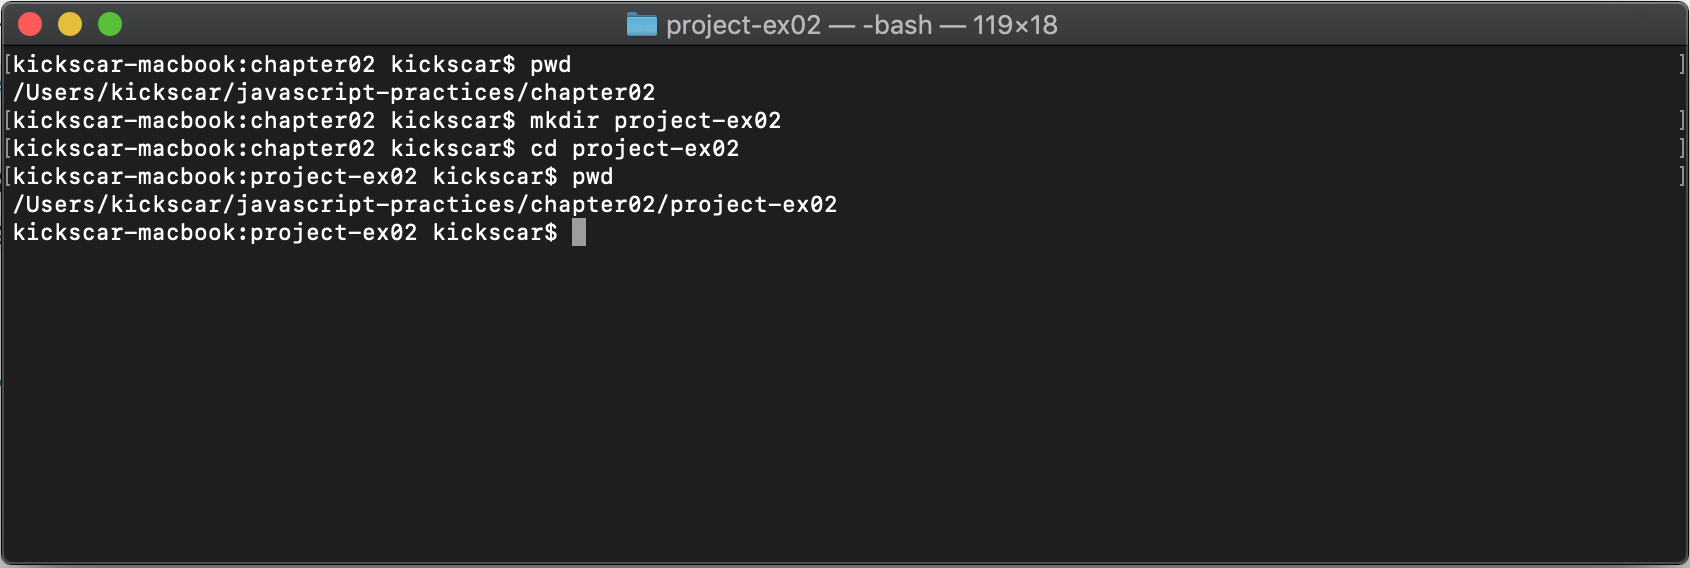 project-ex02 — -bash — 119×18
[kickscar-macbook:chapter02 kickscar$ pwd ]
/Users/kickscar/javascript-practices/chapter02
[kickscar-macbook:chapter02 kickscar$ mkdir project-ex02 ]
[kickscar-macbook:chapter02 kickscar$ cd project-ex02 ]
[kickscar-macbook:project-ex02 kickscar$ pwd ]
/Users/kickscar/javascript-practices/chapter02/project-ex02
kickscar-macbook:project-ex02 kickscar$